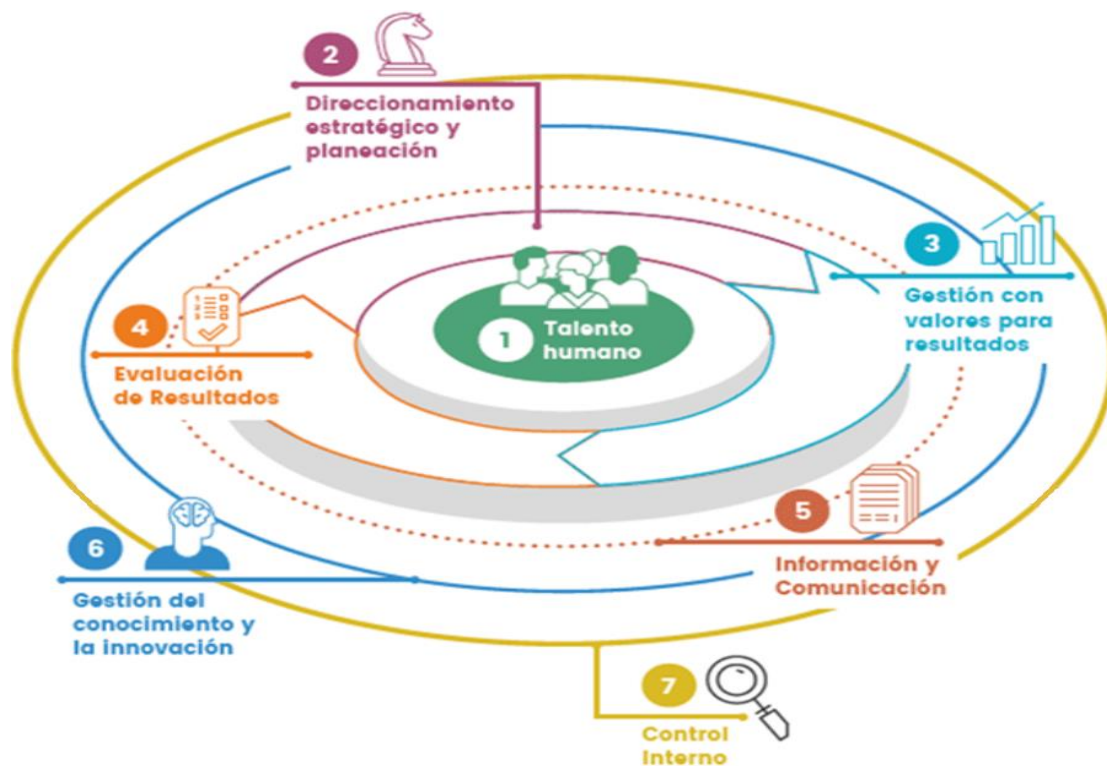 2
Direccionamiento
estratégico y
planeación
3
Gestión con
valores para
resultados
1
Talento
humano
4
Evaluación
de Resultados
5
Información y
Comunicación
6
Gestión del
conocimiento y
la innovación
7
Control
Interno